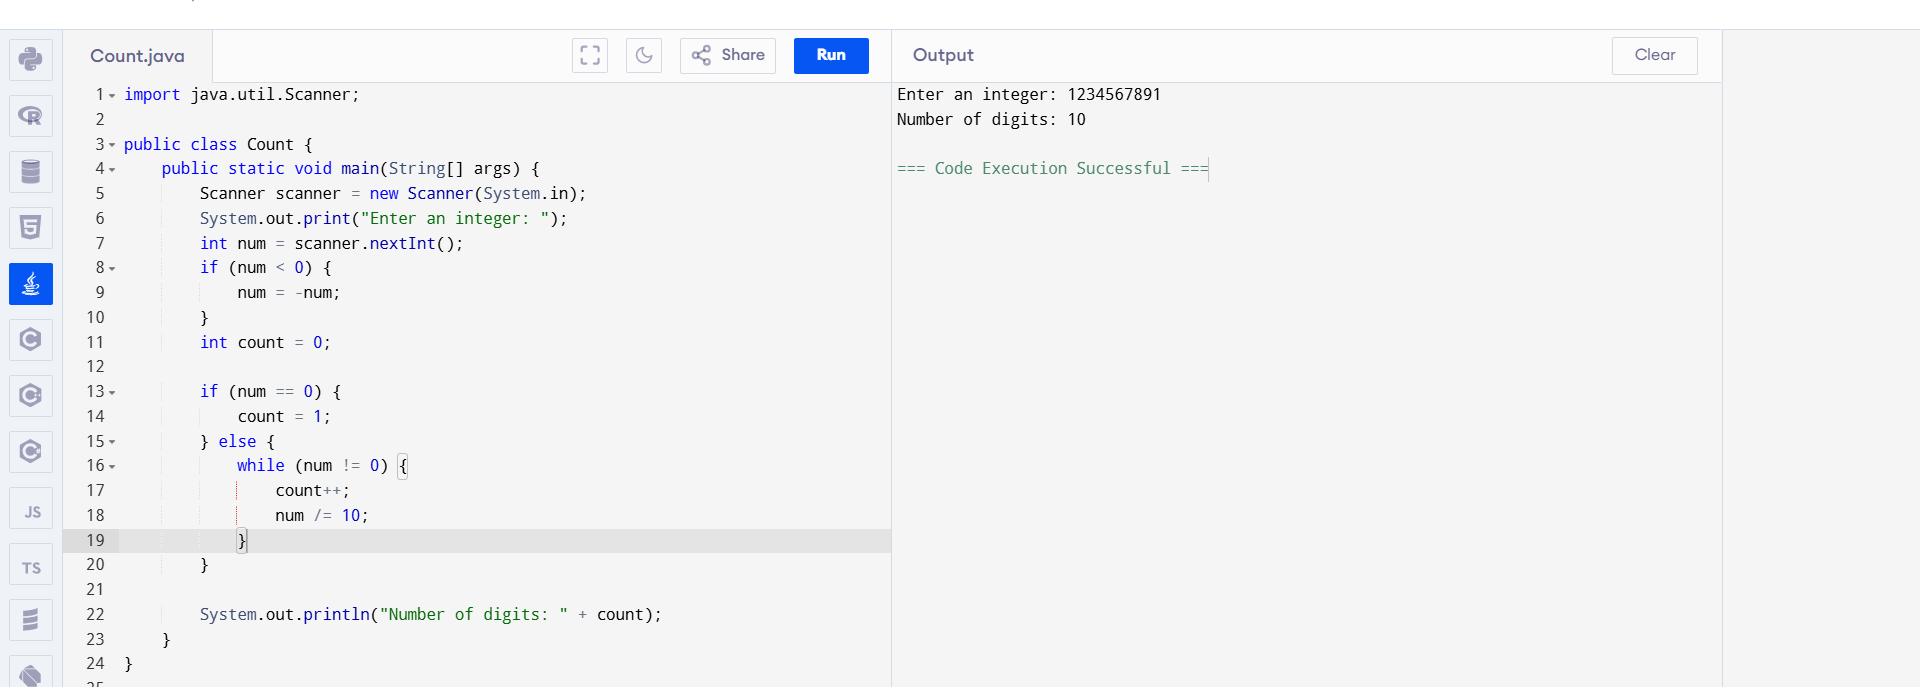 Count.java
Share
Run
Output
Clear
1 import java.util.Scanner;
2
3 public class Count {
4     public static void main(String[] args) {
5         Scanner scanner = new Scanner(System.in);
6         System.out.print("Enter an integer: ");
7         int num = scanner.nextInt();
8         if (num < 0) {
9             num = -num;
10         }
11         int count = 0;
12
13         if (num == 0) {
14             count = 1;
15         } else {
16             while (num != 0) {
17                 count++;
18                 num /= 10;
19             }
20         }
21
22         System.out.println("Number of digits: " + count);
23     }
24 }
Enter an integer: 1234567891
Number of digits: 10
=== Code Execution Successful ===
JS
TS